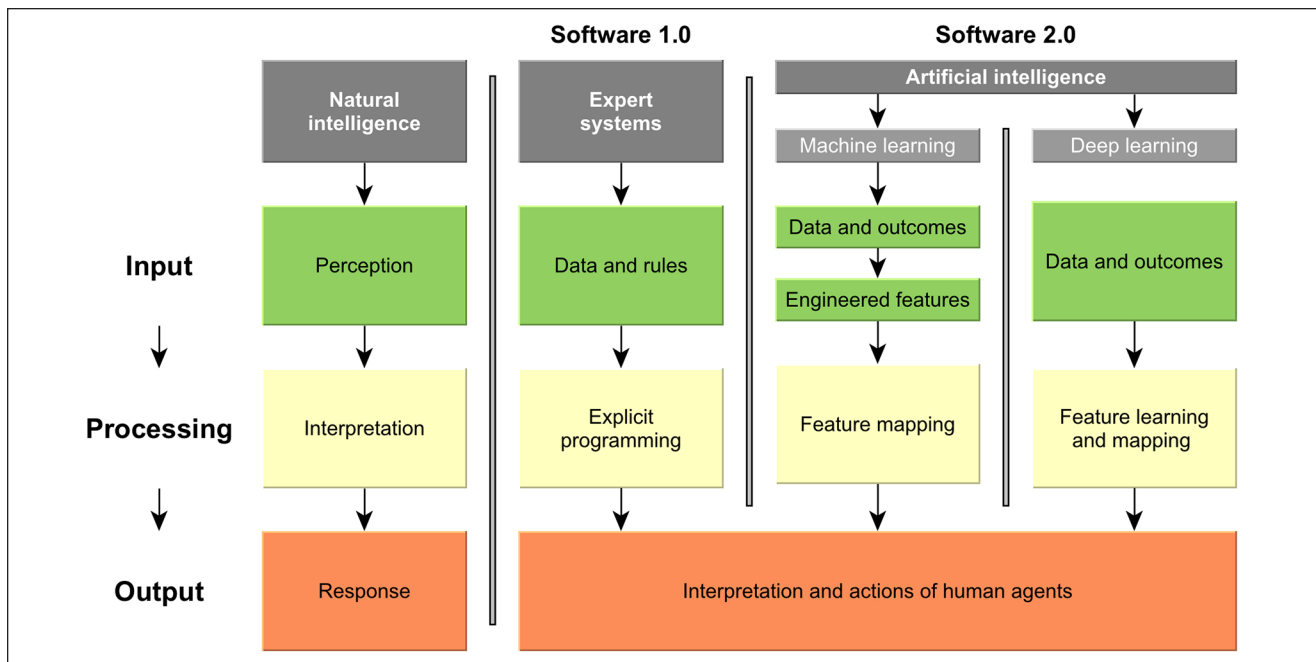 Software 1.0
Software 2.0
Natural
intelligence
Expert
systems
Artificial intelligence
Machine learning
Deep learning
Input
Perception
Data and rules
Data and outcomes
Engineered features
Data and outcomes
Processing
Interpretation
Explicit
programming
Feature mapping
Feature learning
and mapping
Output
Response
Interpretation and actions of human agents